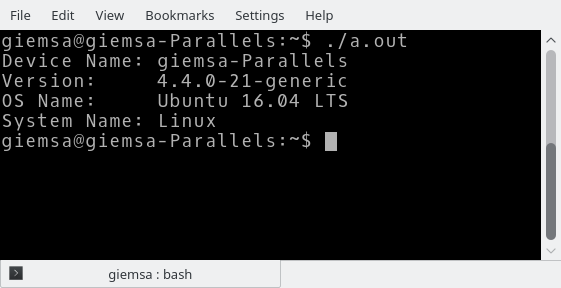 File Edit View Bookmarks Settings Help
giemsa@giemsa-Parallels:~$ ./a.out
Device Name: giemsa-Parallels
Version:     4.4.0-21-generic
OS Name:     Ubuntu 16.04 LTS
System Name: Linux
giemsa@giemsa-Parallels:~$
giemsa : bash